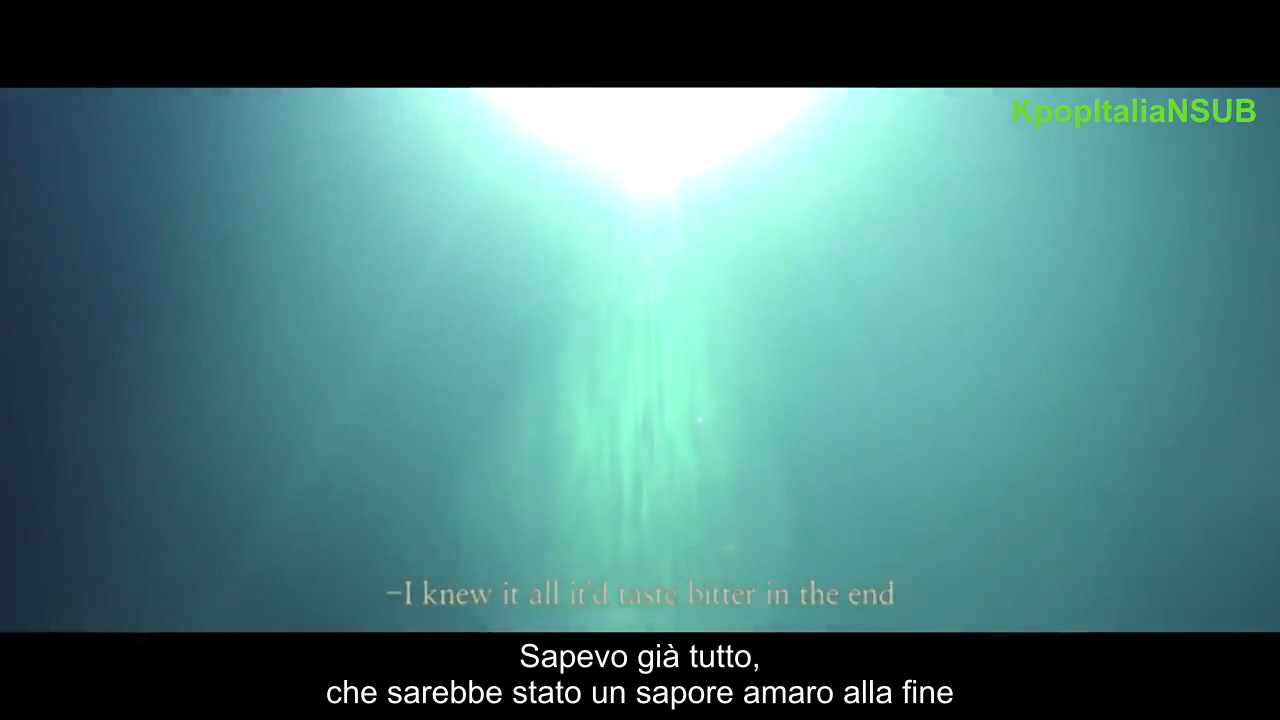 KpopItaliaNSUB
–I knew it all it'd taste bitter in the end
Sapevo già tutto,
che sarebbe stato un sapore amaro alla fine